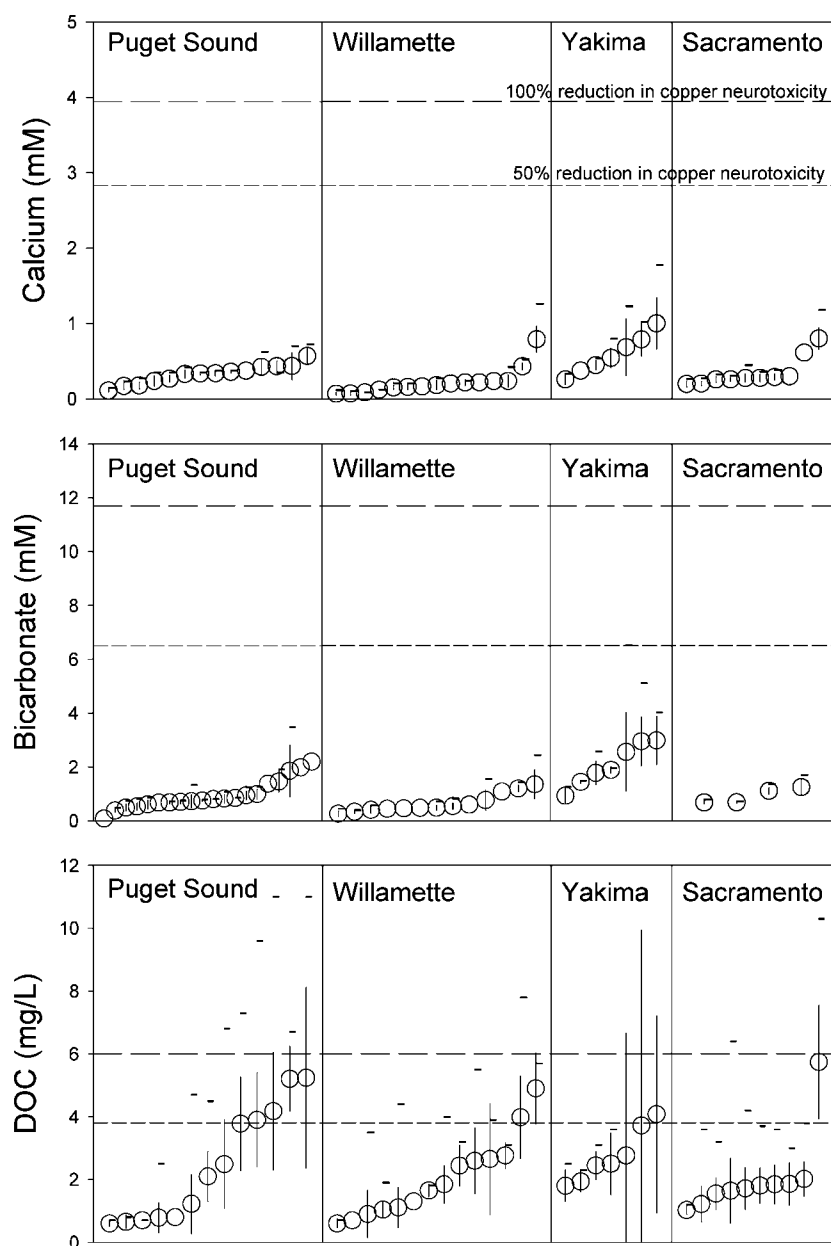 Puget Sound Willamette Yakima Sacramento
100% reduction in copper neurotoxicity
50% reduction in copper neurotoxicity
Calcium (mM)
5
4
3
2
1
0
Puget Sound Willamette Yakima Sacramento
Bicarbonate (mM)
14
12
10
8
6
4
2
0
Puget Sound Willamette Yakima Sacramento
DOC (mg/L)
12
10
8
6
4
2
0